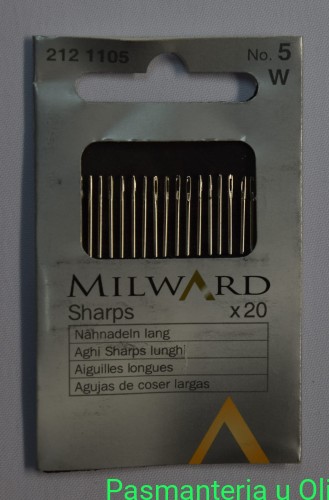 212 1105
No. 5
W
MILWARD
Sharps x20
Nähnadeln lang
Aghi Sharps lunghi
Aiguilles longues
Agujas de coser largas
Pasmanteria u Oli